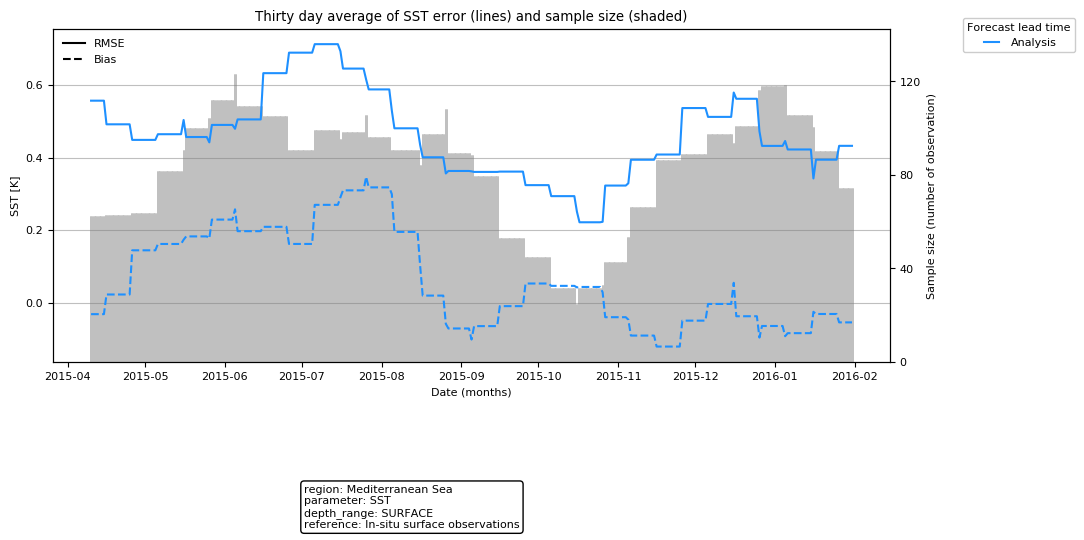 Thirty day average of SST error (lines) and sample size (shaded)
Forecast lead time
Analysis
RMSE
Bias
SST [K]
0.6
0.4
0.2
0.0
Sample size (number of observation)
120
80
40
0
2015-04 2015-05 2015-06 2015-07 2015-08 2015-09 2015-10 2015-11 2015-12 2016-01 2016-02
Date (months)
region: Mediterranean Sea
parameter: SST
depth_range: SURFACE
reference: In-situ surface observations